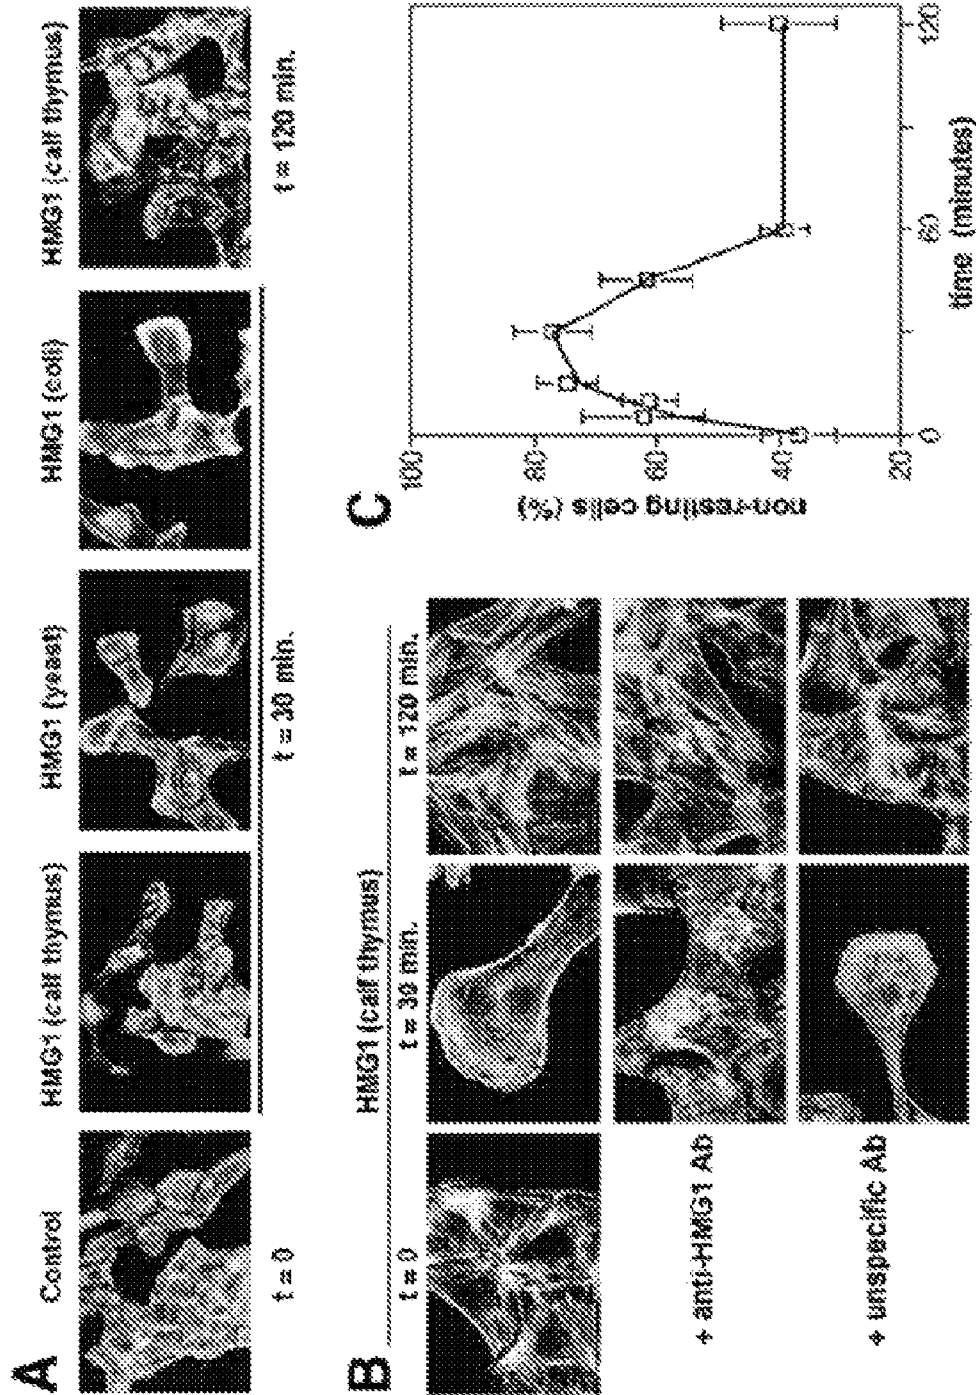 A
Control
HMG1 (calf thymus)
HMG1 (yeast)
HMG1 (coli)
HMG1 (calf thymus)
t = 0
t = 30 min.
t = 120 min.
B
HMG1 (calf thymus)
t = 0
t = 30 min.
t = 120 min.
+ anti-HMG1 Ab
+ unspecific Ab
C
non-resting cells (%)
100
80
60
40
20
0
60
120
time (minutes)